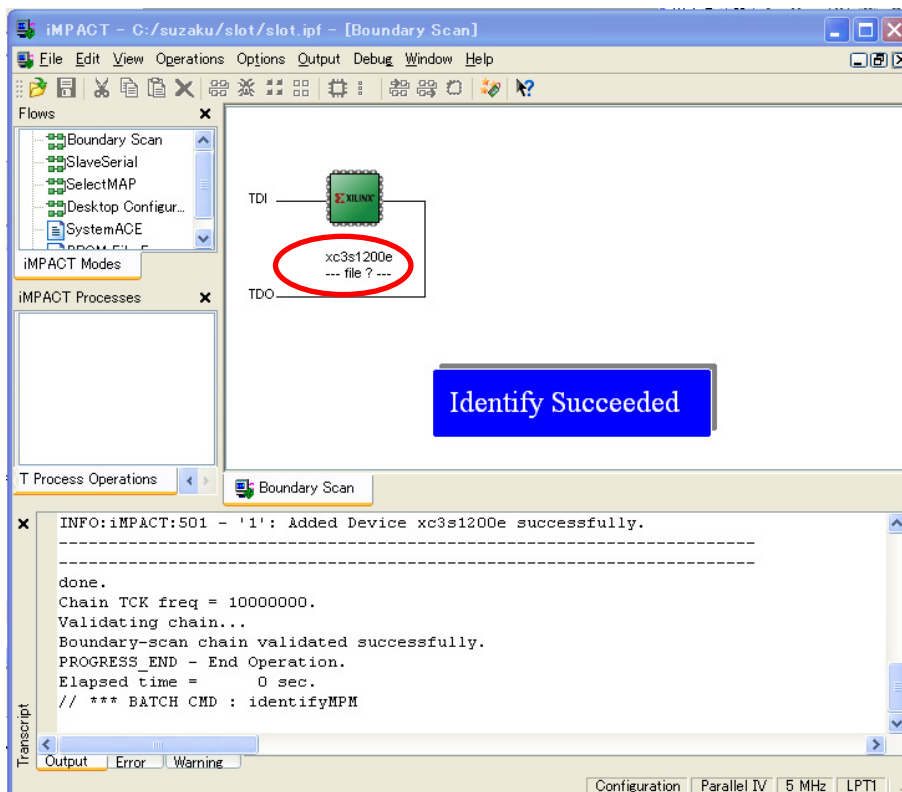 iMPACT - C:/suzaku/slot/slot.ipf - [Boundary Scan]
File Edit View Operations Options Output Debug Window Help
Flows
Boundary Scan
SlaveSerial
SelectMAP
Desktop Configur...
SystemACE
iMPACT Modes
iMPACT Processes
T Process Operations
TDI
XILINX
xc3s1200e
--- file ? ---
TDO
Identify Succeeded
Boundary Scan
INFO:iMPACT:501 - '1': Added Device xc3s1200e successfully.
----------------------------------------------------------------------
----------------------------------------------------------------------
done.
Chain TCK freq = 10000000.
Validating chain...
Boundary-scan chain validated successfully.
PROGRESS_END - End Operation.
Elapsed time =      0 sec.
// *** BATCH CMD : identifyMPM
Transcript
Output Error Warning
Configuration Parallel IV 5 MHz LPT1